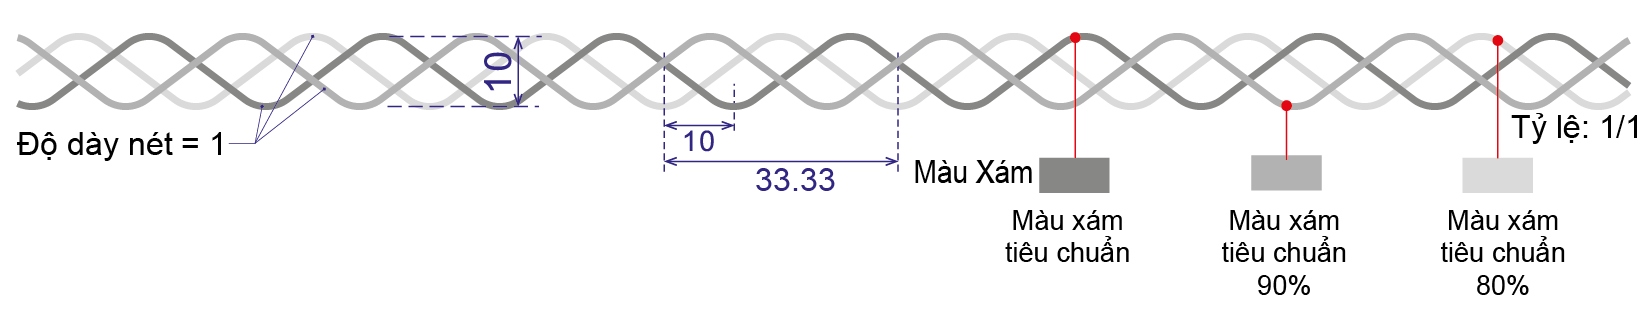 10
Độ dày nét = 1
10
33.33
Tỷ lệ: 1/1
Màu Xám
Màu xám
tiêu chuẩn
Màu xám
tiêu chuẩn
90%
Màu xám
tiêu chuẩn
80%